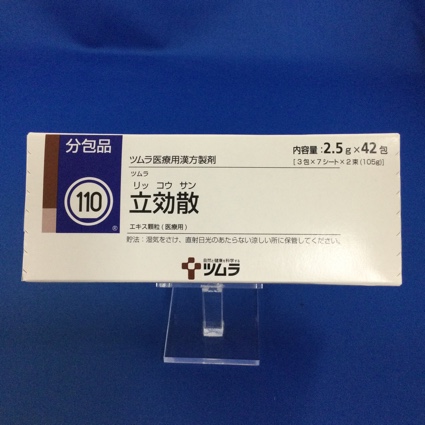 分包品
110
®
ツムラ医療用漢方製剤
ツムラ
リッ コウ サン
立効散
エキス顆粒(医療用)
内容量:2.5g×42包
[3包×7シート×2束(105g)]
貯法:湿気をさけ、直射日光のあたらない涼しい所に保管してください。
自然と健康を科学する
ツムラ